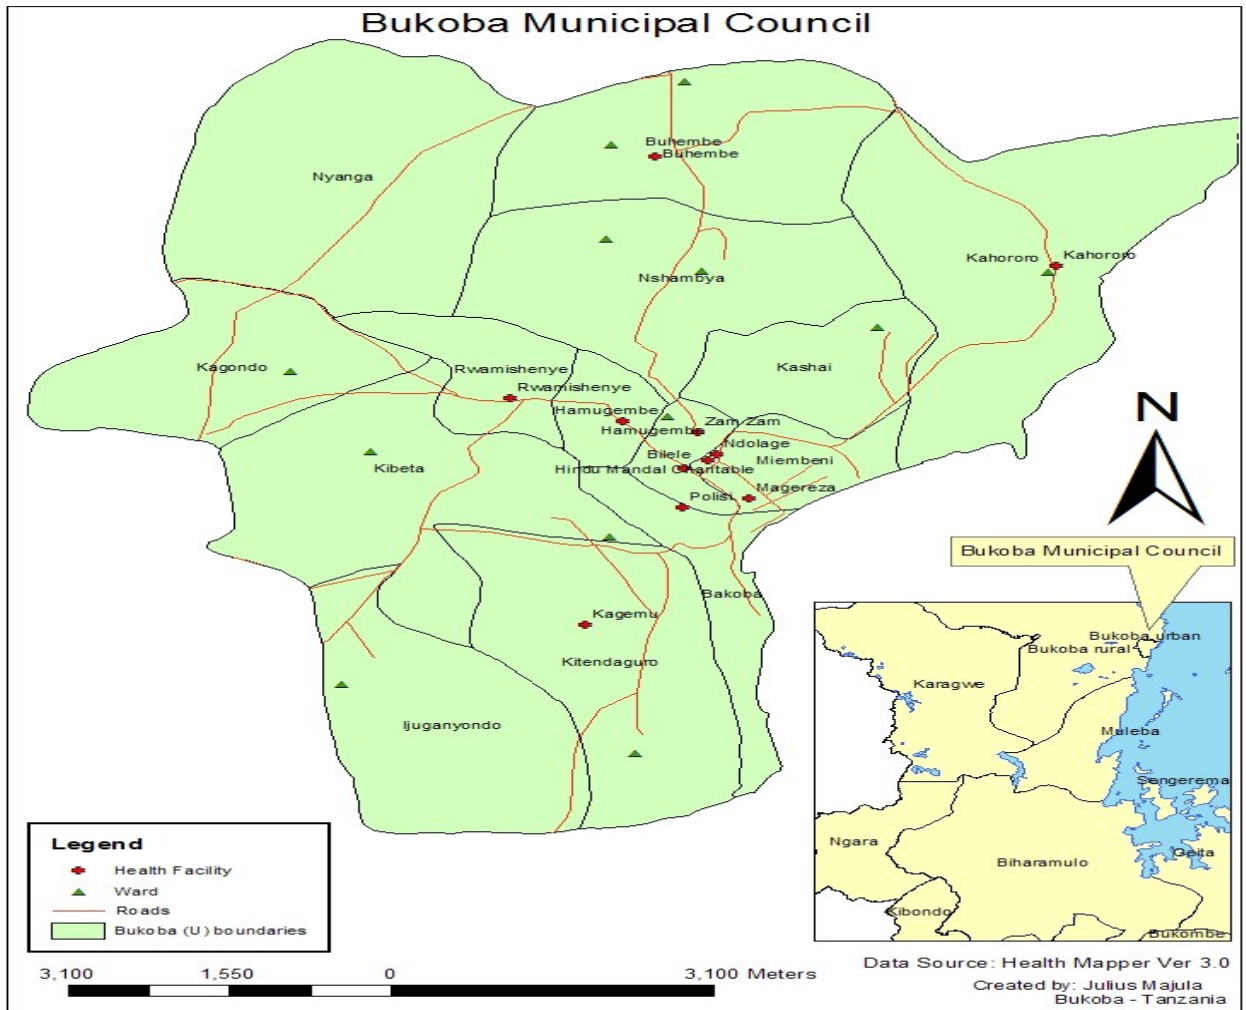 Bukoba Municipal Council
Buhembe
Buhembe
Nyanga
Kahororo
Kahororo
Nshambya
Kagondo
Rwamishenye
Kashai
Rwamishenye
Hamugembe
Zam Zam
Hamugembe
Ndolage
Bilele
Miembeni
Kibeta
Hindu Mandal Charitable
Magereza
Polisi
N
Bukoba Municipal Council
Bakoba
Kagemu
Kitendaguro
Ijuganyondo
Bukoba urban
Bukoba rural
Karagwe
Muleba
Sengerema
Ngara
Biharamulo
Geita
Kibondo
Bukombe
Legend
Health Facility
Ward
Roads
Bukoba (U) boundaries
3,100 1,550 0 3,100 Meters
Data Source: Health Mapper Ver 3.0
Created by: Julius Majula
Bukoba - Tanzania